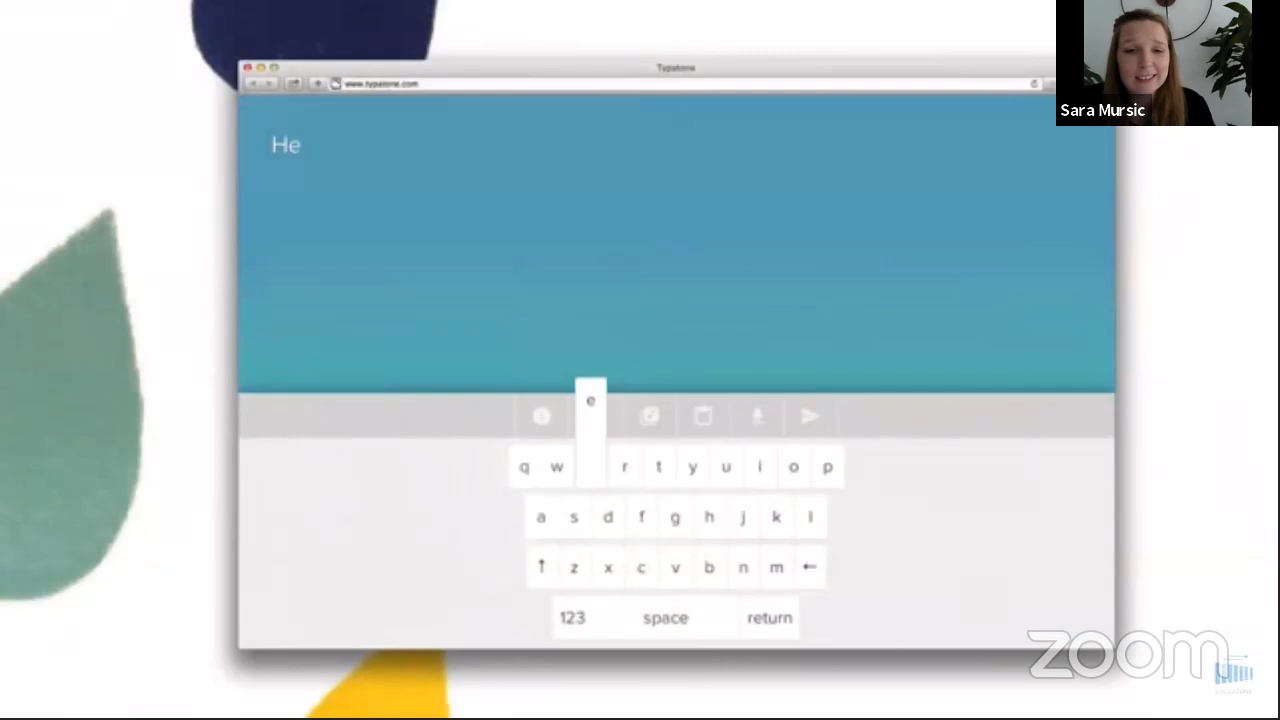 Typatone
www.typatone.com
Sara Mursic
He
e
q w r t y u i o p
a s d f g h j k l
↑ z x c v b n m ←
123 space return
zoom